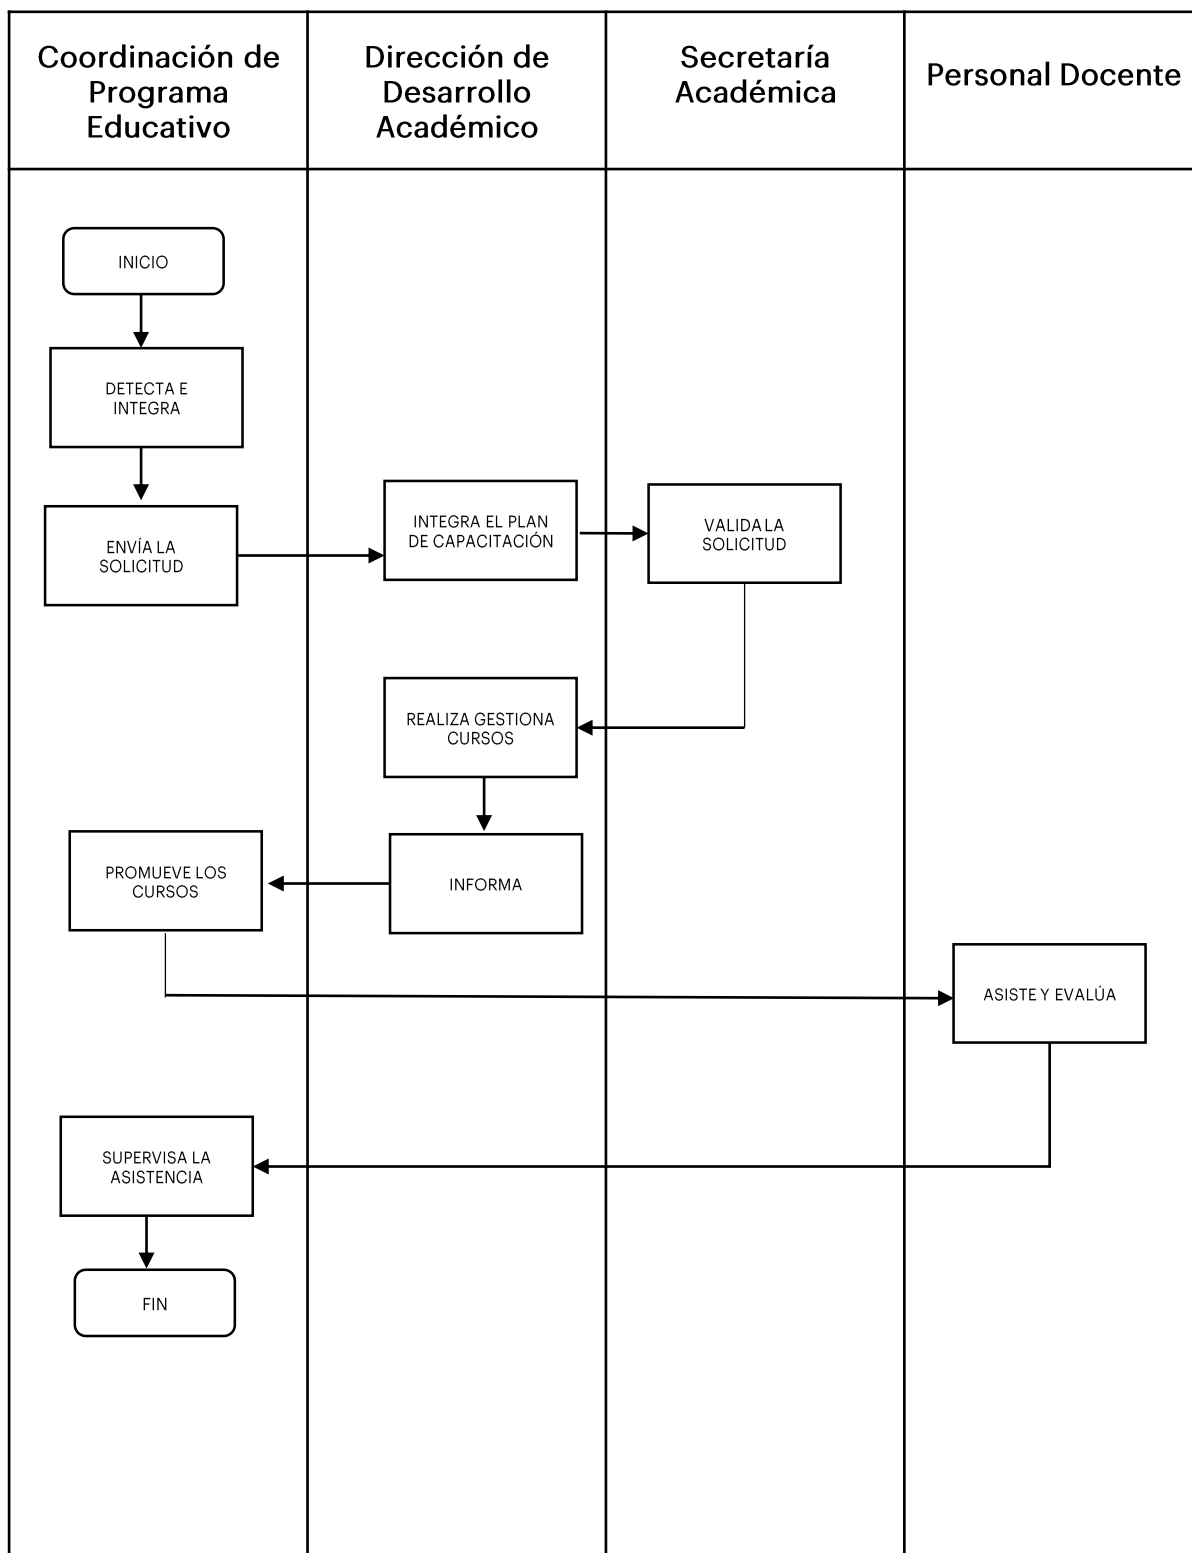 Coordinación de
Programa
Educativo
Dirección de
Desarrollo
Académico
Secretaría
Académica
Personal Docente
INICIO
DETECTA E
INTEGRA
ENVÍA LA
SOLICITUD
INTEGRA EL PLAN
DE CAPACITACIÓN
VALIDA LA
SOLICITUD
REALIZA GESTIONA
CURSOS
INFORMA
PROMUEVE LOS
CURSOS
ASISTE Y EVALÚA
SUPERVISA LA
ASISTENCIA
FIN